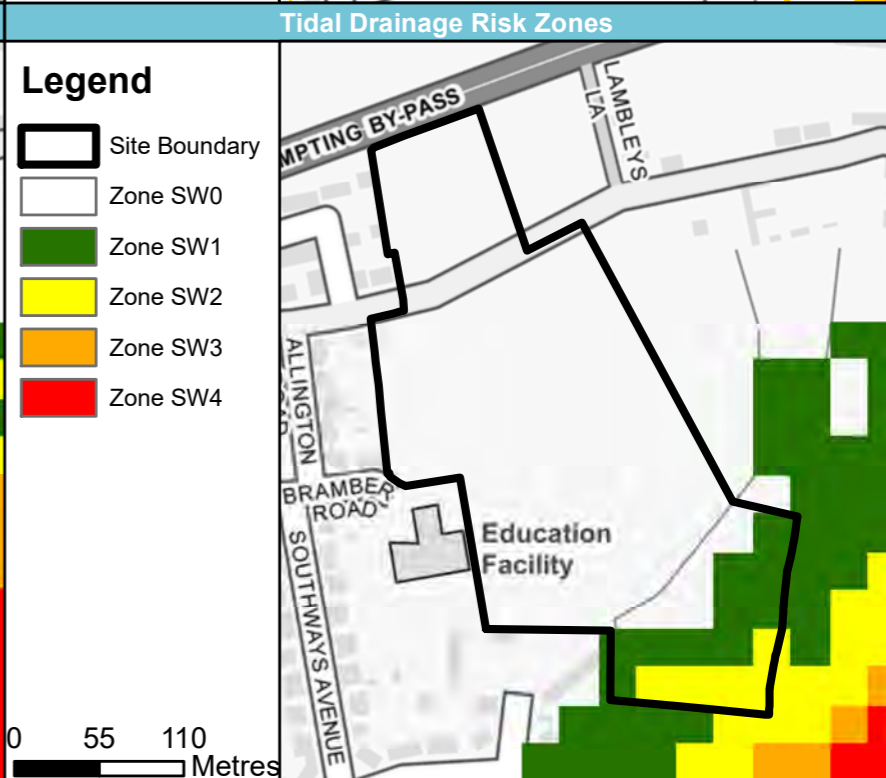 Tidal Drainage Risk Zones
Legend
Site Boundary
Zone SW0
Zone SW1
Zone SW2
Zone SW3
Zone SW4
0 55 110
Metres
MPTING BY-PASS
LAMBLEYS
LA
ALLINGTON
BRAMBER
ROAD
Education
Facility
SOUTHWAYS AVENUE